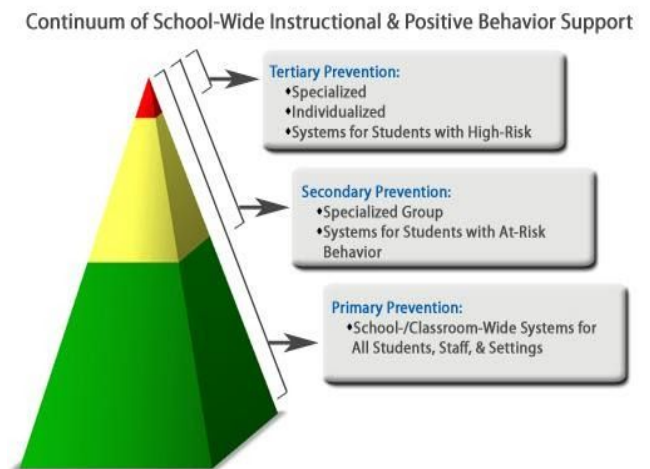 Continuum of School-Wide Instructional & Positive Behavior Support
Tertiary Prevention:
♦Specialized
♦Individualized
♦Systems for Students with High-Risk
Secondary Prevention:
♦Specialized Group
♦Systems for Students with At-Risk
Behavior
Primary Prevention:
♦School-/Classroom-Wide Systems for
All Students, Staff, & Settings